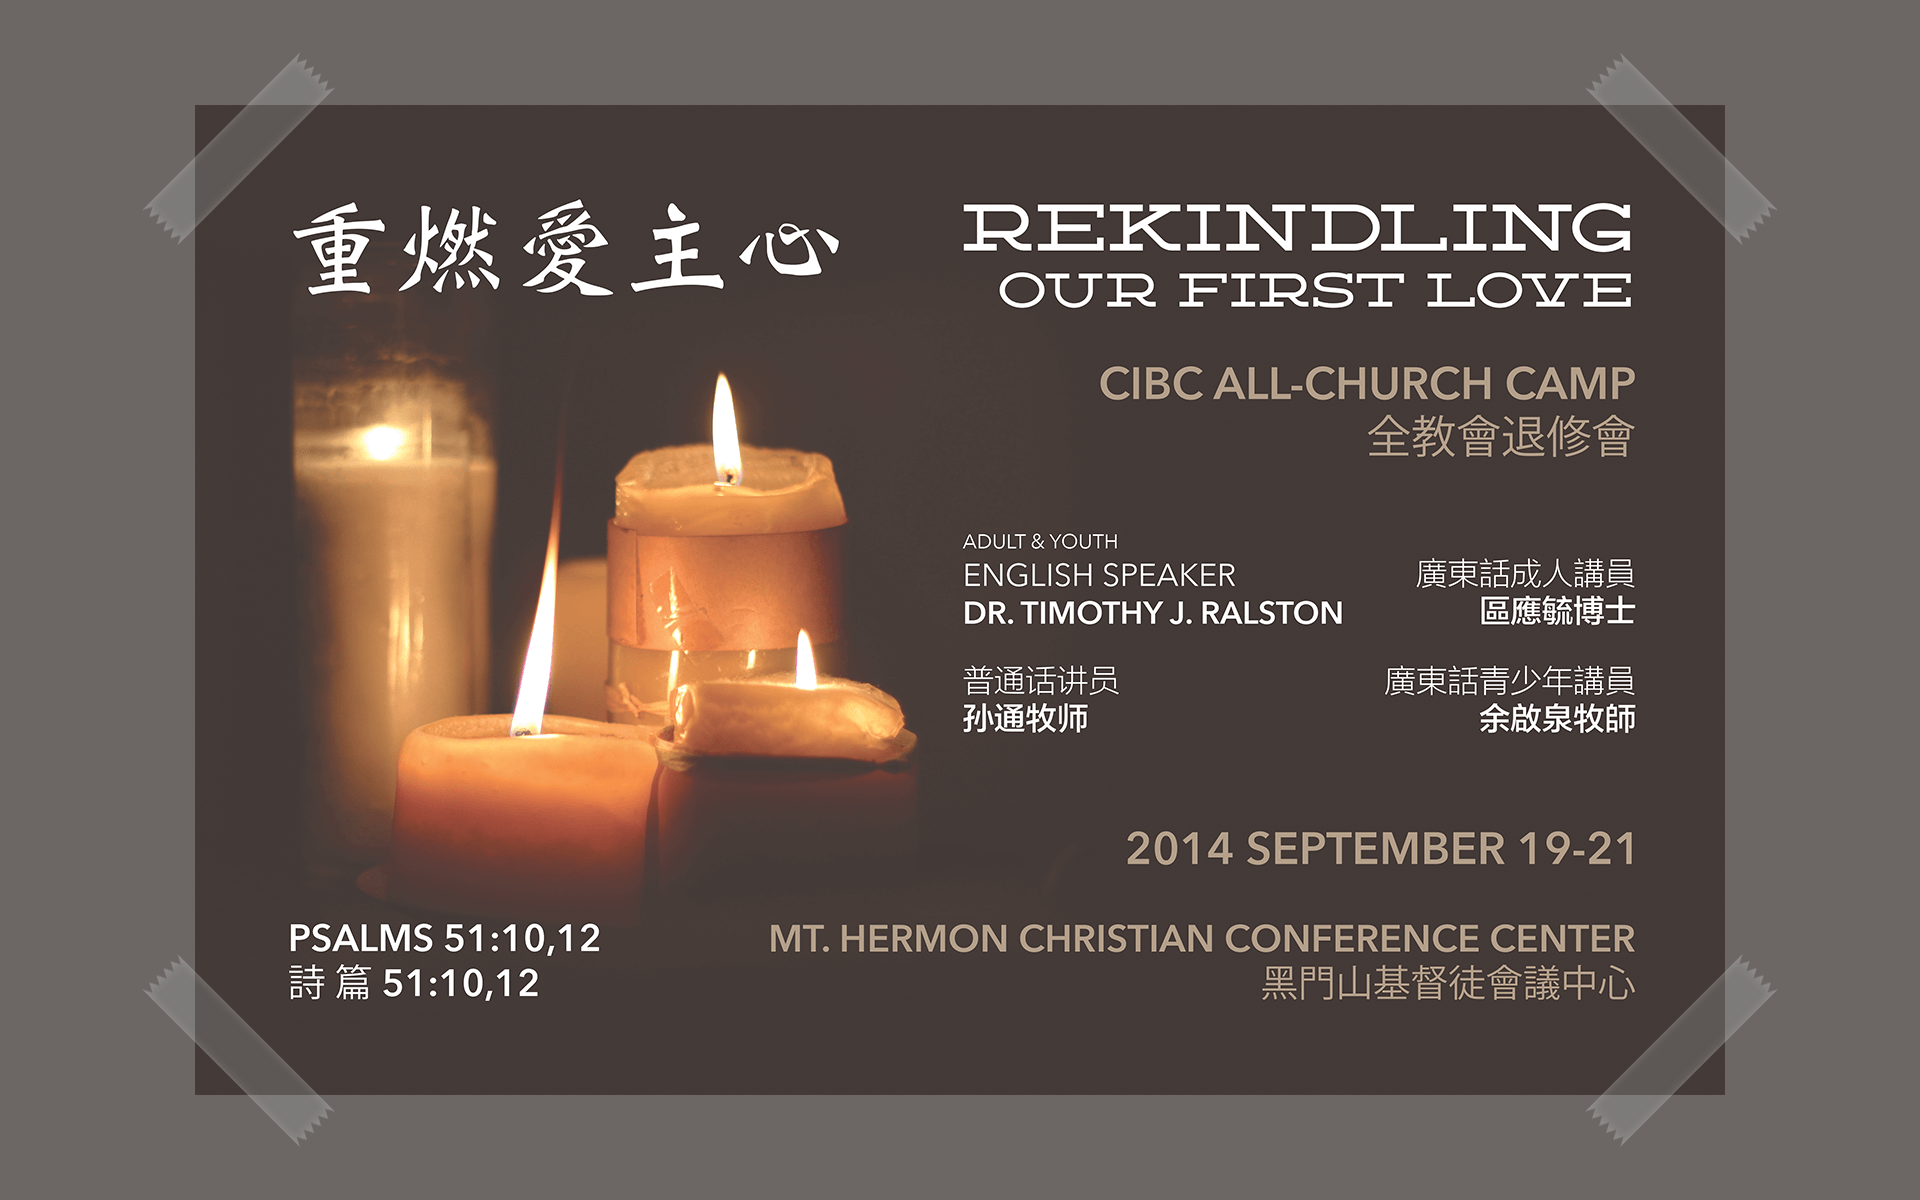 重燃愛主心
REKINDLING
OUR FIRST LOVE
CIBC ALL-CHURCH CAMP
全教會退修會
ADULT & YOUTH
ENGLISH SPEAKER
DR. TIMOTHY J. RALSTON
廣東話成人講員
區應毓博士
普通话讲员
孙通牧师
廣東話青少年講員
余啟泉牧師
2014 SEPTEMBER 19-21
MT. HERMON CHRISTIAN CONFERENCE CENTER
黑門山基督徒會議中心
PSALMS 51:10,12
詩 篇 51:10,12